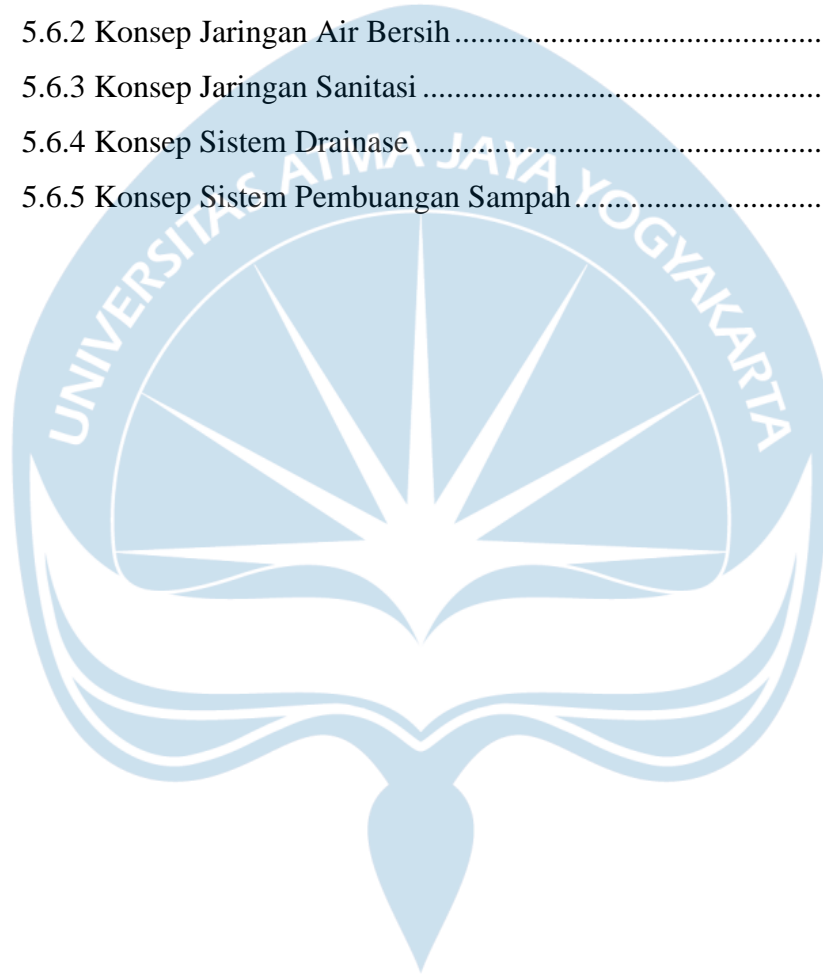 5.6.2 Konsep Jaringan Air Bersih............................................
5.6.3 Konsep Jaringan Sanitasi.................................................
5.6.4 Konsep Sistem Drainase..................................................
5.6.5 Konsep Sistem Pembuangan Sampah..............................
UNIVERSITAS ATMA JAYA YOGYAKARTA